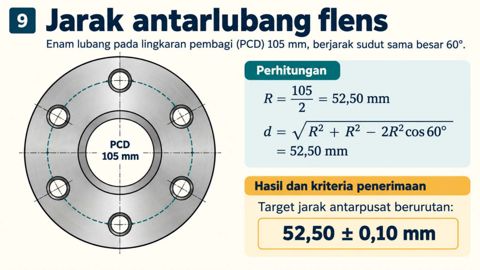 9 Jarak antarlubang flens
Enam lubang pada lingkaran pembagi (PCD) 105 mm, berjarak sudut sama besar 60°.
PCD
105 mm
Perhitungan
R = 105/2 = 52,50 mm
d = √(R² + R² − 2R² cos 60°)
= 52,50 mm
Hasil dan kriteria penerimaan
Target jarak antarpusat berurutan:
52,50 ± 0,10 mm